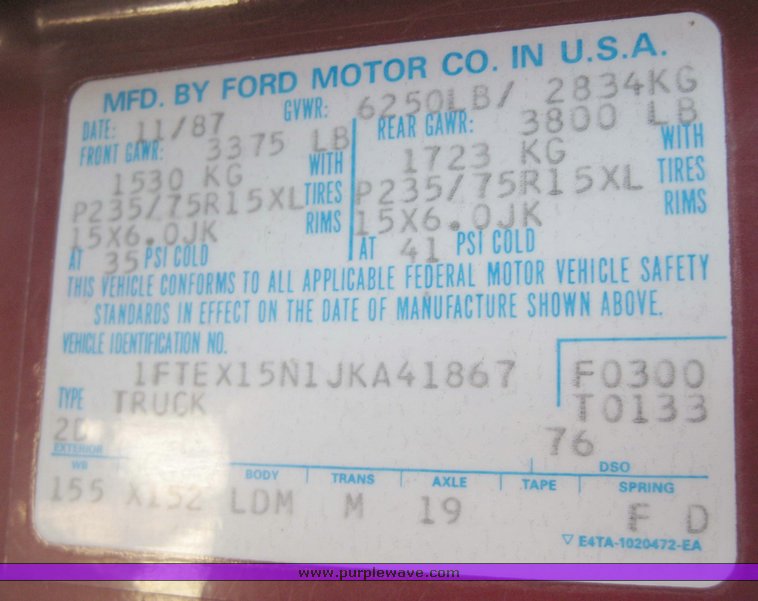 MFD. BY FORD MOTOR CO. IN U.S.A.
DATE: 11/87 GVWR: 6250LB/ 2834KG
FRONT GAWR: 3375 LB REAR GAWR: 3800 LB
1530 KG WITH 1723 KG WITH
P235/75R15XL TIRES P235/75R15XL TIRES
15X6.0JK RIMS 15X6.0JK RIMS
AT 35 PSI COLD AT 41 PSI COLD
THIS VEHICLE CONFORMS TO ALL APPLICABLE FEDERAL MOTOR VEHICLE SAFETY
STANDARDS IN EFFECT ON THE DATE OF MANUFACTURE SHOWN ABOVE.
VEHICLE IDENTIFICATION NO.
1FTEX15N1JKA41867 F0300
TYPE TRUCK T0133
2D 76
EXTERIOR DSO
WB BODY TRANS AXLE TAPE SPRING
155 X152 LDM M 19 F D
▽ E4TA-1020472-EA
www.purplewave.com